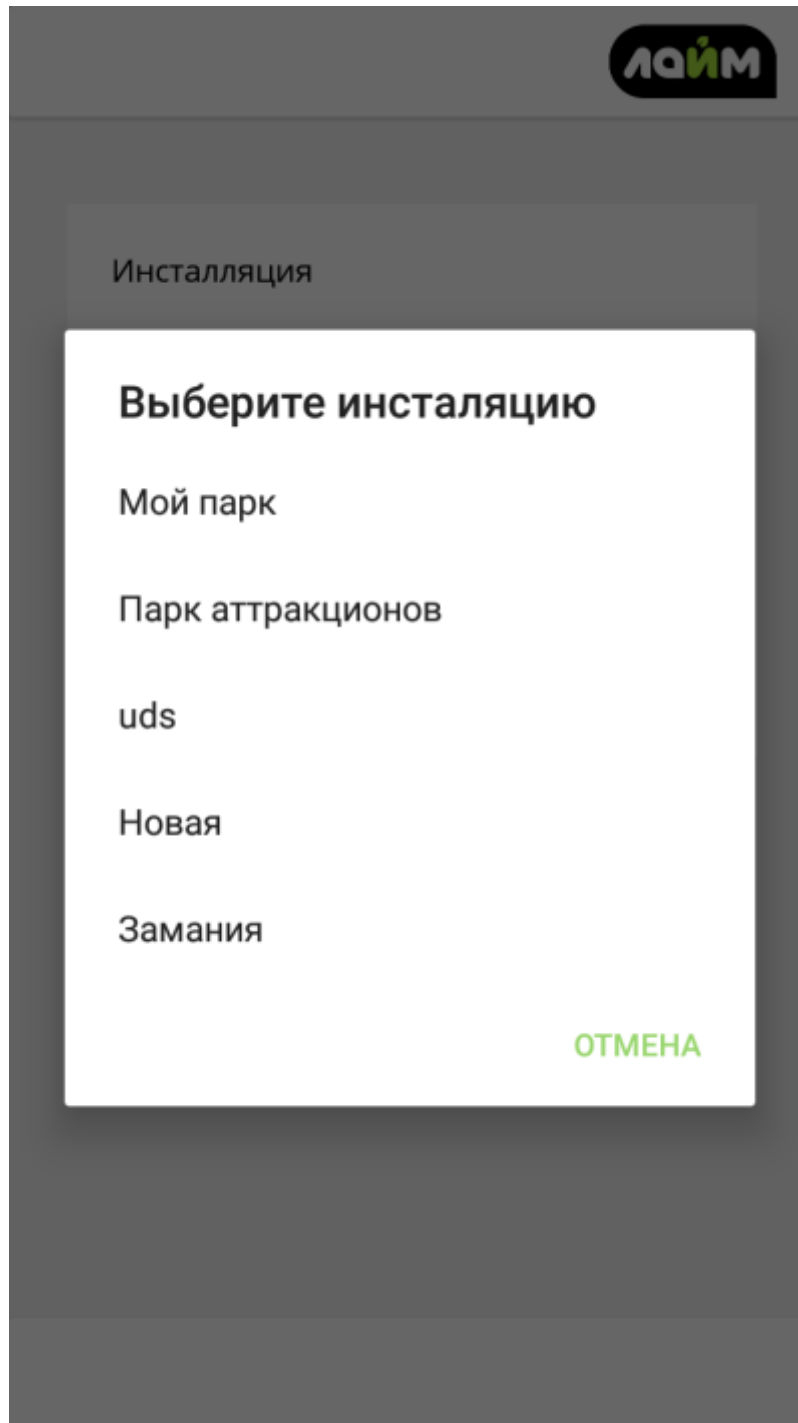 лайм
Инсталляция
Выберите инсталяцию
Мой парк
Парк аттракционов
uds
Новая
Замания
ОТМЕНА